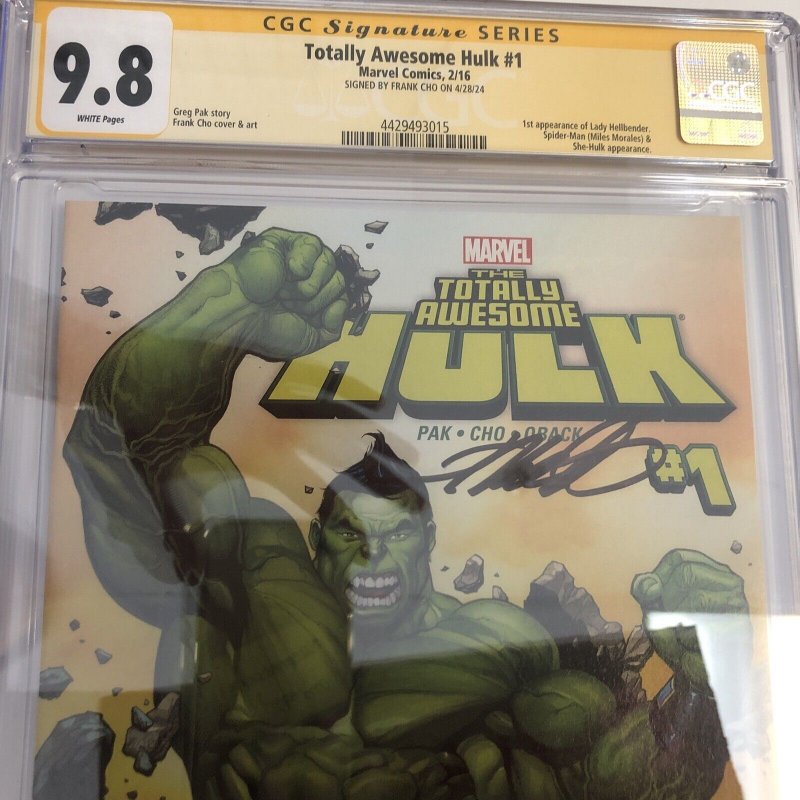 CGC Signature SERIES
9.8
WHITE Pages
Totally Awesome Hulk #1
Marvel Comics, 2/16
SIGNED BY FRANK CHO ON 4/28/24
Greg Pak story
Frank Cho cover & art
4429493015
1st appearance of Lady Hellbender.
Spider-Man (Miles Morales) &
She-Hulk appearance.
CGC
MARVEL
THE
TOTALLY
AWESOME
HULK®
PAK • CHO • ORACK
#1